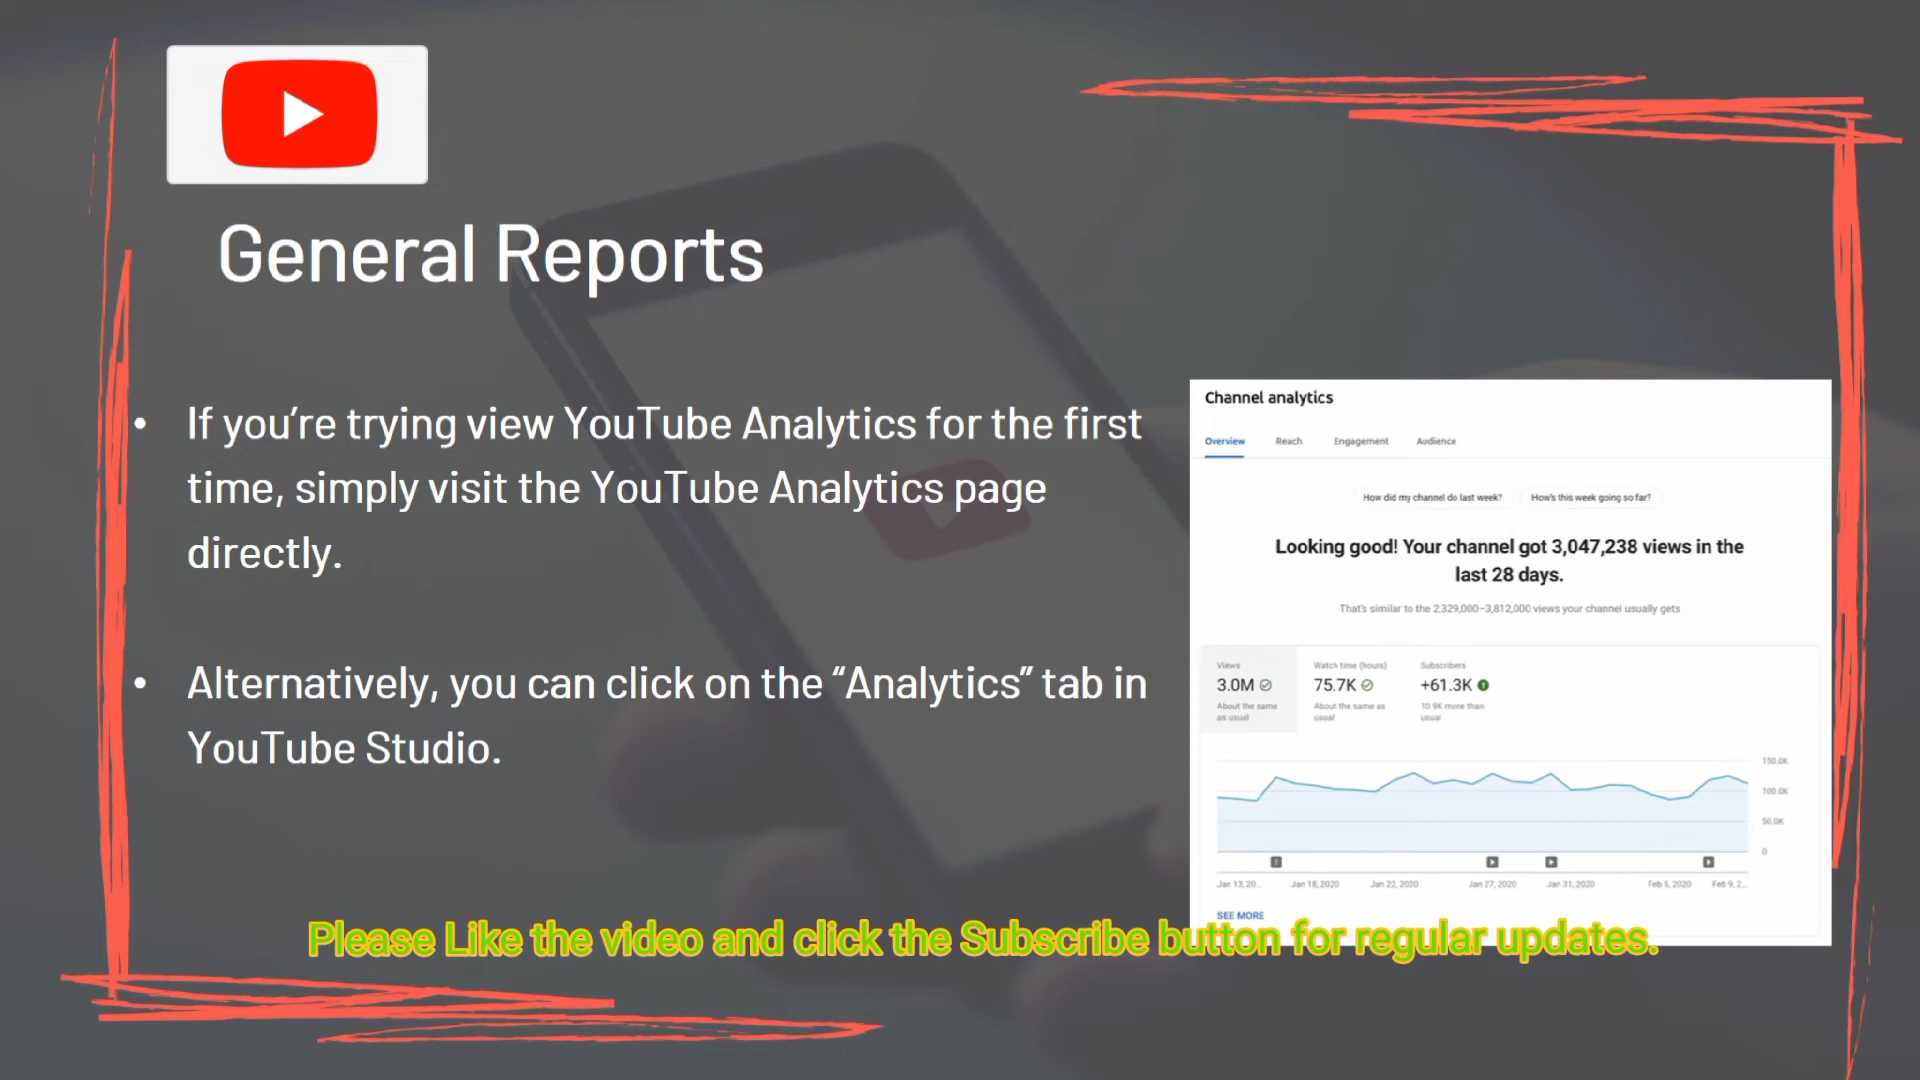 General Reports
• If you’re trying view YouTube Analytics for the first
time, simply visit the YouTube Analytics page
directly.
• Alternatively, you can click on the “Analytics” tab in
YouTube Studio.
Channel analytics
Overview Reach Engagement Audience
How did my channel do last week? How's this week going so far?
Looking good! Your channel got 3,047,238 views in the
last 28 days.
That's similar to the 2,329,000–3,812,000 views your channel usually gets
Views Watch time (hours) Subscribers
3.0M 75.7K +61.3K
About the same About the same as 10.9K more than
as usual usual usual
150.0K
100.0K
50.0K
0
Jan 13, 20... Jan 18, 2020 Jan 22, 2020 Jan 27, 2020 Jan 31, 2020 Feb 5, 2020 Feb 9, 2...
SEE MORE
Please Like the video and click the Subscribe button for regular updates.